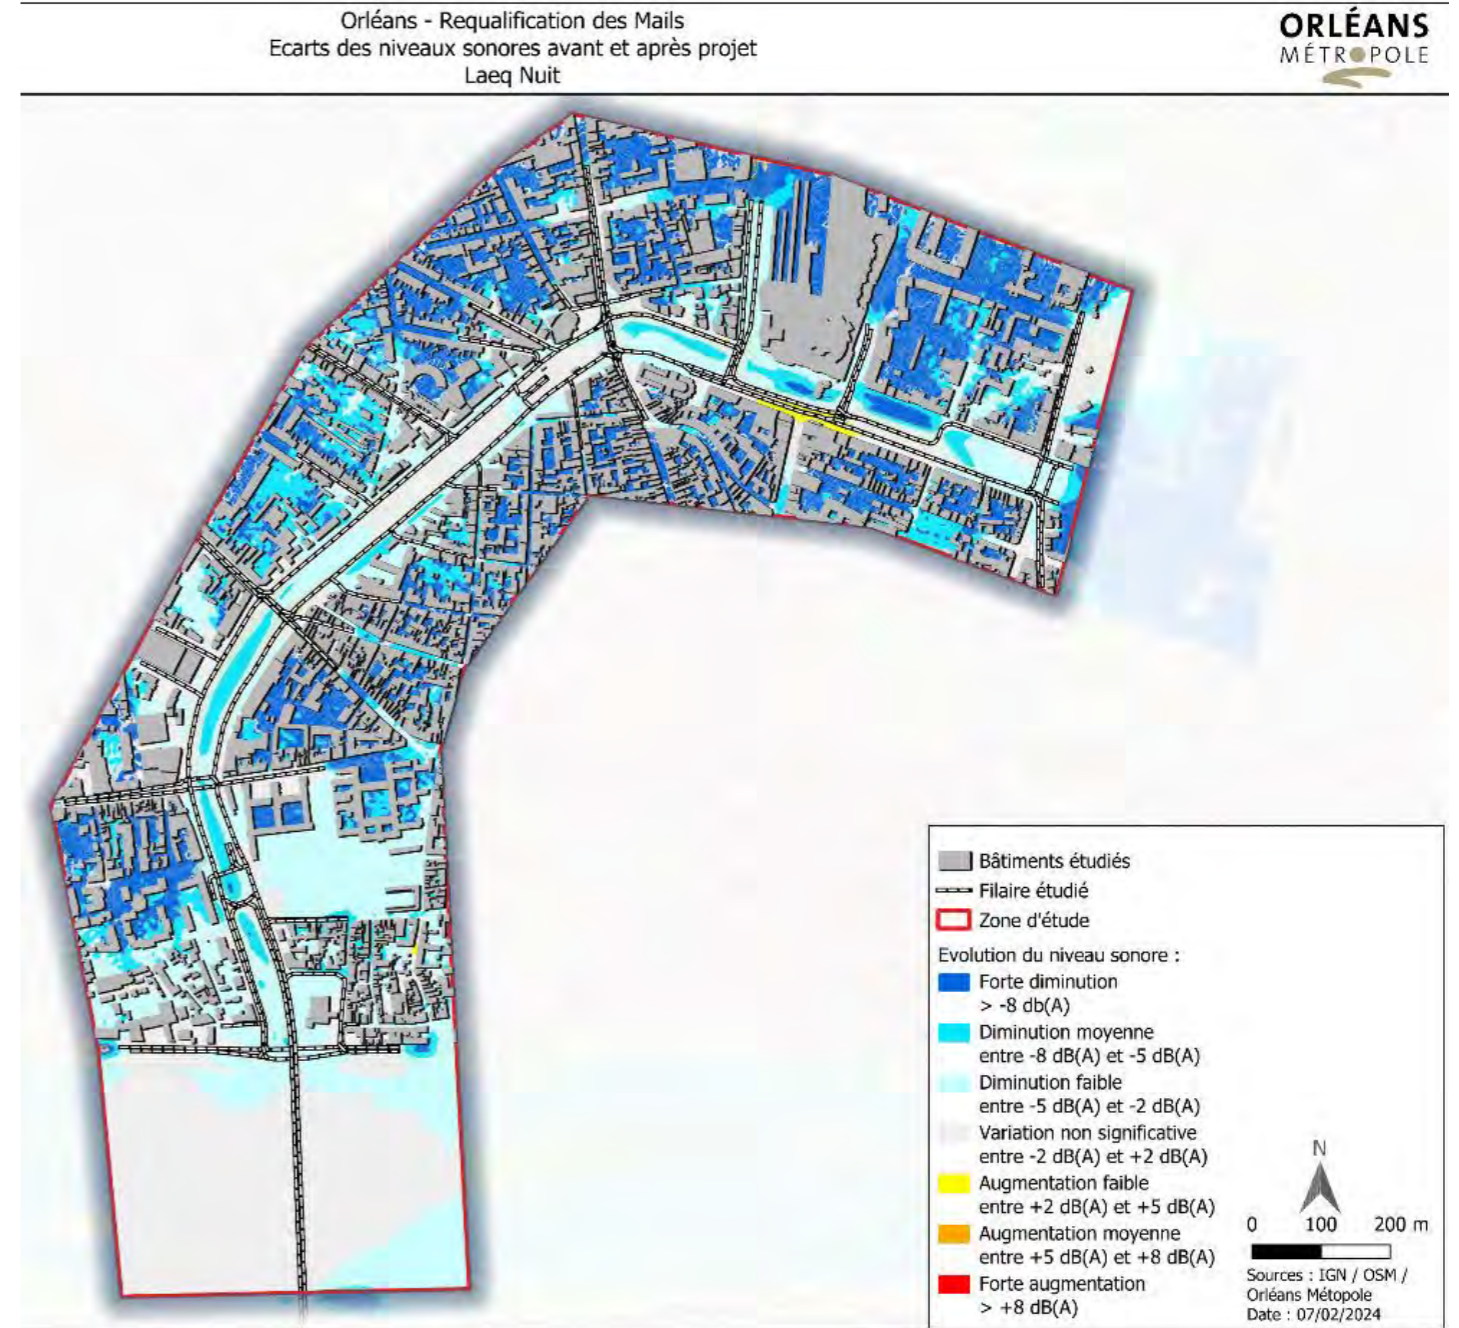 Orléans - Requalification des Mails
Ecarts des niveaux sonores avant et après projet
Laeq Nuit
ORLÉANS
MÉTROPOLE
Bâtiments étudiés
Filaire étudié
Zone d'étude
Evolution du niveau sonore :
Forte diminution
> -8 db(A)
Diminution moyenne
entre -8 dB(A) et -5 dB(A)
Diminution faible
entre -5 dB(A) et -2 dB(A)
Variation non significative
entre -2 dB(A) et +2 dB(A)
Augmentation faible
entre +2 dB(A) et +5 dB(A)
Augmentation moyenne
entre +5 dB(A) et +8 dB(A)
Forte augmentation
> +8 dB(A)
N
0 100 200 m
Sources : IGN / OSM /
Orléans Métopole
Date : 07/02/2024